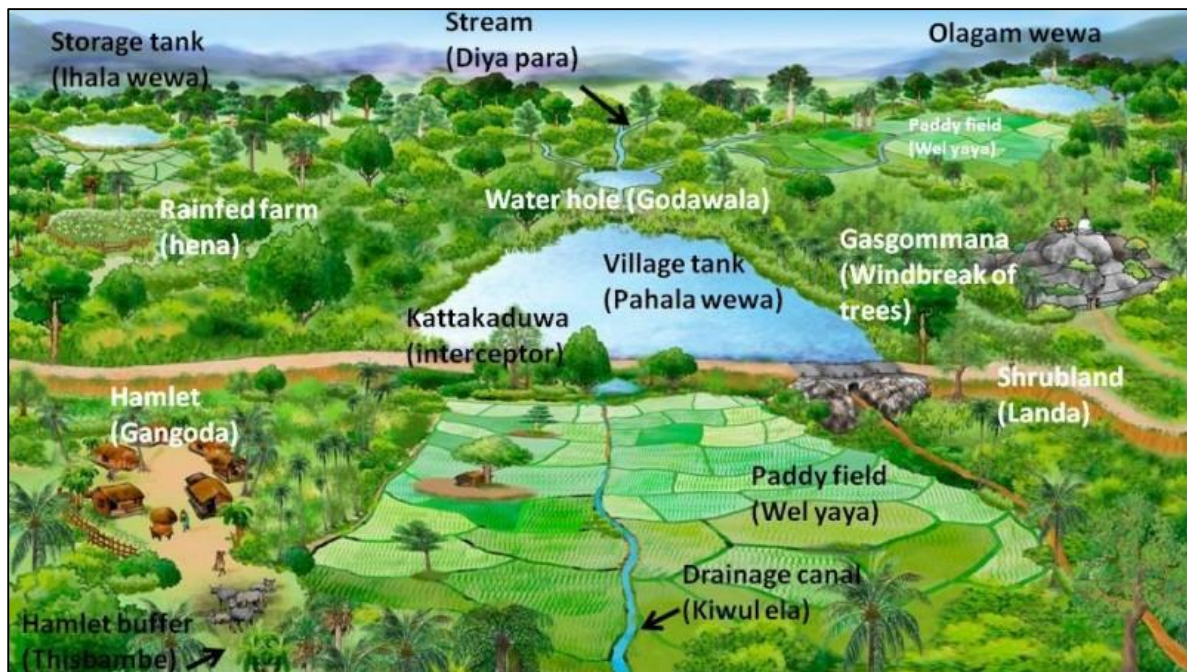 Storage tank
(Ihala wewa)
Stream
(Diya para)
Olagam wewa
Paddy field
(Wel yaya)
Rainfed farm
(hena)
Water hole (Godawala)
Village tank
(Pahala wewa)
Gasgommana
(Windbreak of
trees)
Kattakaduwa
(interceptor)
Hamlet
(Gangoda)
Shrubland
(Landa)
Paddy field
(Wel yaya)
Drainage canal
(Kiwul ela)
Hamlet buffer
(Thisbambe)